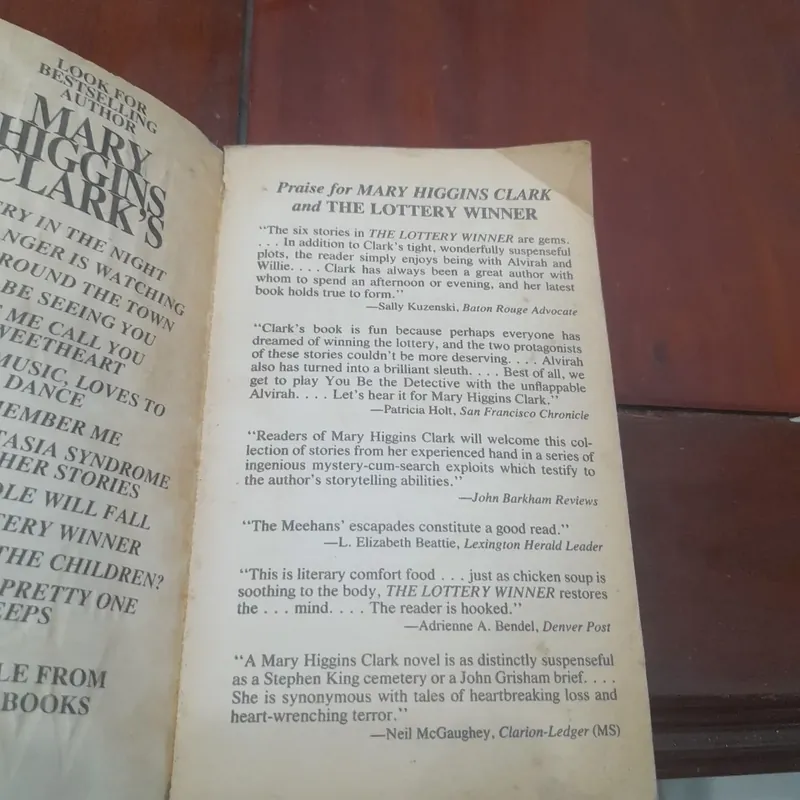 LOOK FOR
BESTSELLING
AUTHOR
MARY
HIGGINS
CLARK'S
IN THE NIGHT
IS WATCHING
THE TOWN
BE SEEING YOU
ME CALL YOU
MUSIC, LOVES TO
DANCE
ME
SYNDROME
STORIES
WILL FALL
WINNER
THE CHILDREN?
PRETTY ONE
FROM
BOOKS
Praise for MARY HIGGINS CLARK
and THE LOTTERY WINNER
"The six stories in THE LOTTERY WINNER are gems.
. . . In addition to Clark's tight, wonderfully suspenseful
plots, the reader simply enjoys being with Alvirah and
Willie. . . . Clark has always been a great author with
whom to spend an afternoon or evening, and her latest
book holds true to form."
—Sally Kuzenski, Baton Rouge Advocate
"Clark's book is fun because perhaps everyone has
dreamed of winning the lottery, and the two protagonists
of these stories couldn't be more deserving. . . . Alvirah
also has turned into a brilliant sleuth. . . . Best of all, we
get to play You Be the Detective with the unflappable
Alvirah. . . . Let's hear it for Mary Higgins Clark."
—Patricia Holt, San Francisco Chronicle
"Readers of Mary Higgins Clark will welcome this col-
lection of stories from her experienced hand in a series of
ingenious mystery-cum-search exploits which testify to
the author's storytelling abilities."
—John Barkham Reviews
"The Meehans' escapades constitute a good read."
—L. Elizabeth Beattie, Lexington Herald Leader
"This is literary comfort food . . . just as chicken soup is
soothing to the body, THE LOTTERY WINNER restores
the . . . mind. . . . The reader is hooked."
—Adrienne A. Bendel, Denver Post
"A Mary Higgins Clark novel is as distinctly suspenseful
as a Stephen King cemetery or a John Grisham brief. . . .
She is synonymous with tales of heartbreaking loss and
heart-wrenching terror."
—Neil McGaughey, Clarion-Ledger (MS)